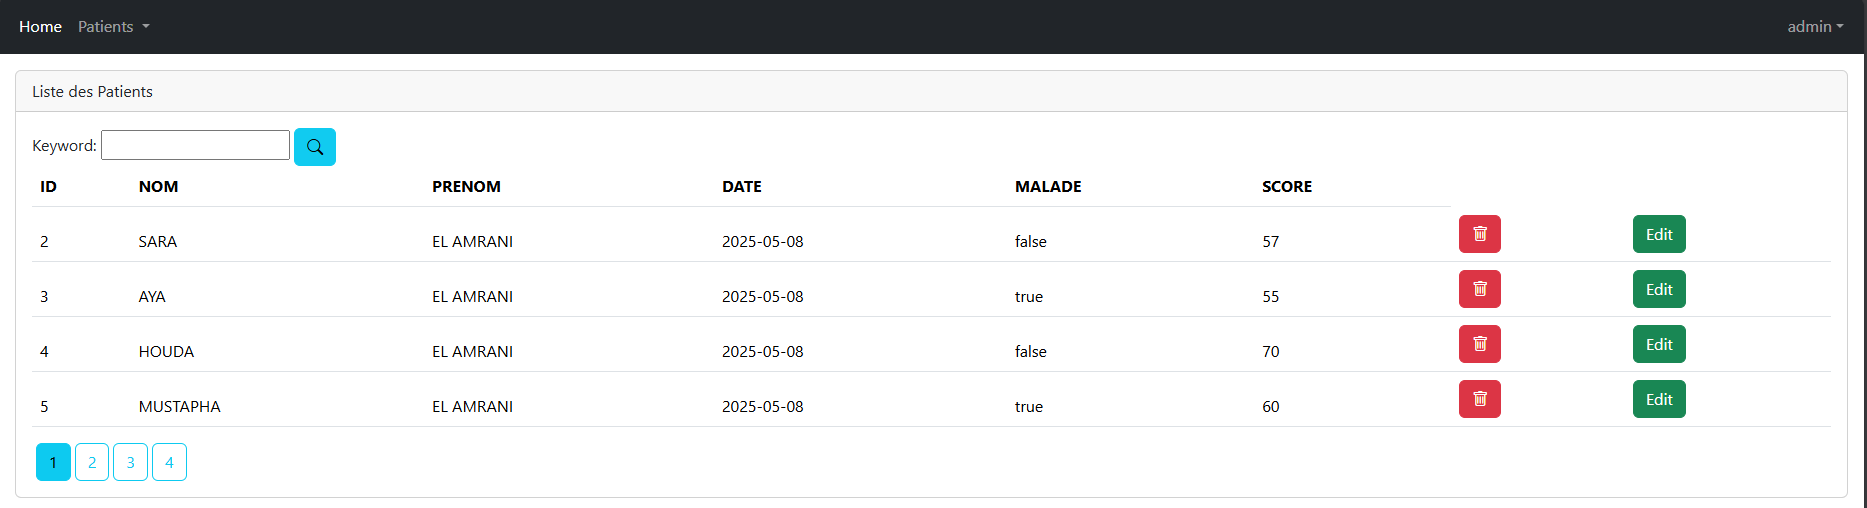 Home Patients admin
Liste des Patients
Keyword:
ID NOM PRENOM DATE MALADE SCORE
2 SARA EL AMRANI 2025-05-08 false 57 Edit
3 AYA EL AMRANI 2025-05-08 true 55 Edit
4 HOUDA EL AMRANI 2025-05-08 false 70 Edit
5 MUSTAPHA EL AMRANI 2025-05-08 true 60 Edit
1 2 3 4